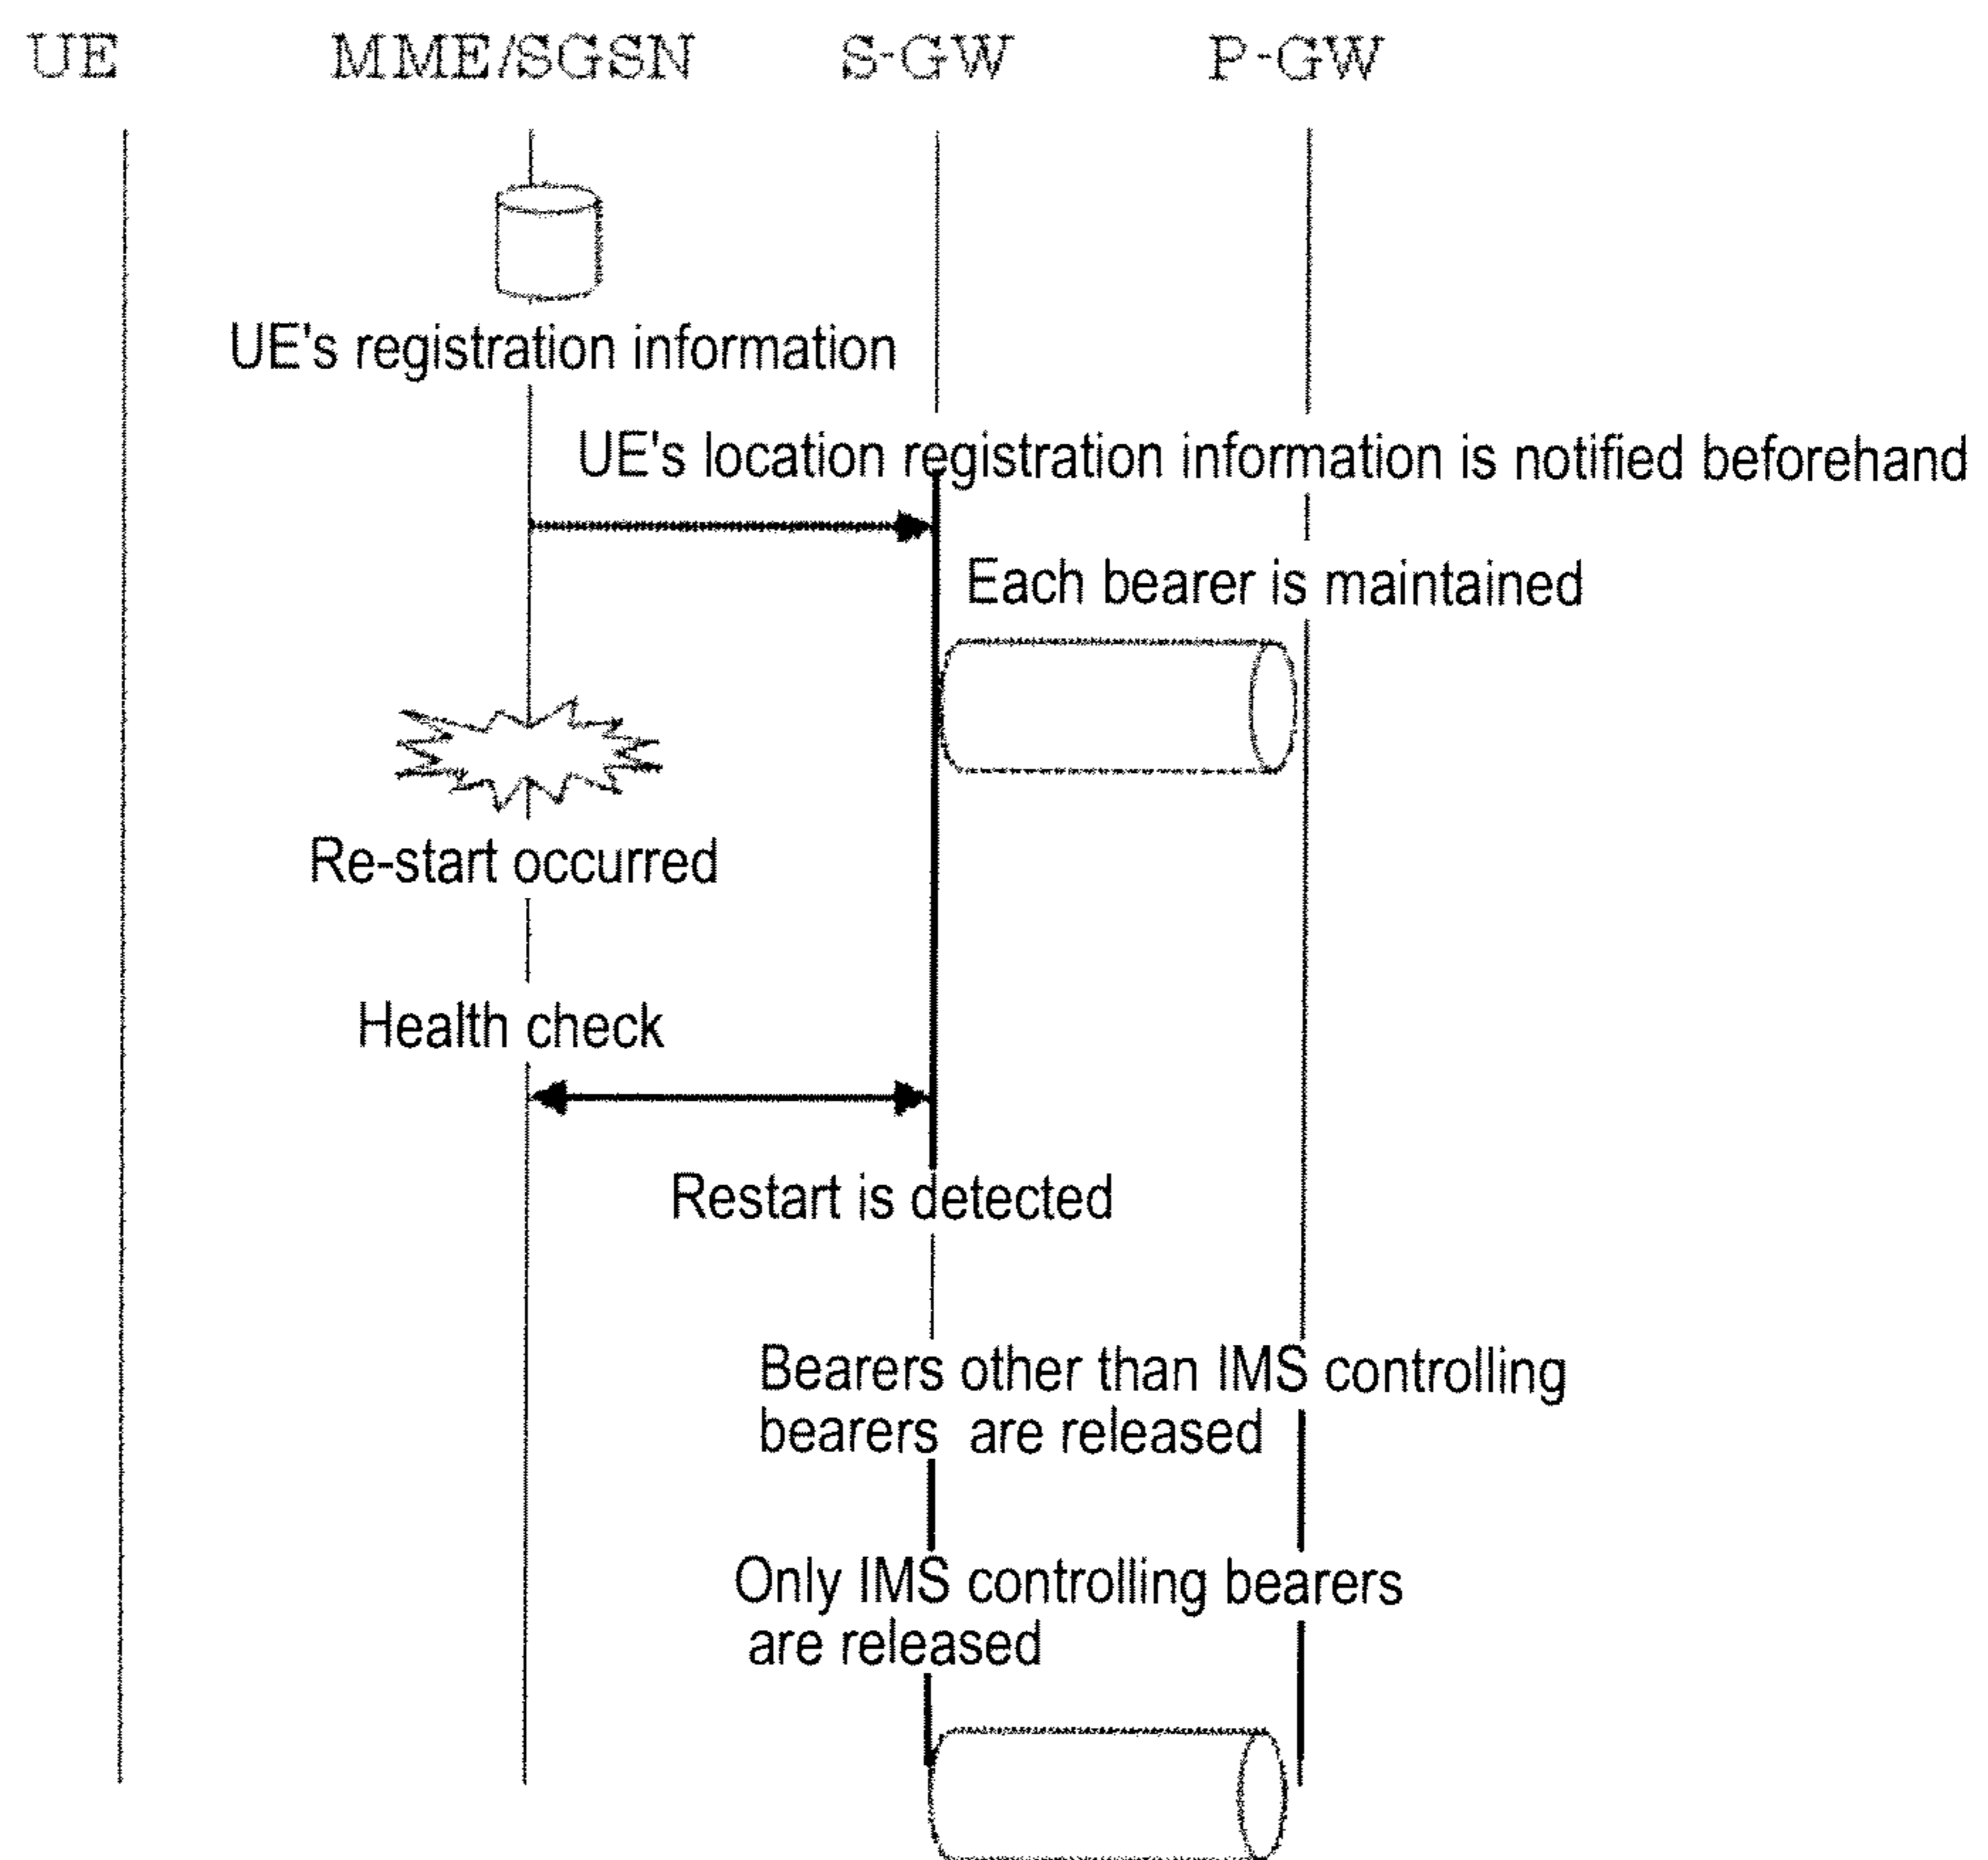 UE MME/SGSN S-GW P-GW
UE's registration information
UE's location registration information is notified beforehand
Each bearer is maintained
Re-start occurred
Health check
Restart is detected
Bearers other than IMS controlling
bearers are released
Only IMS controlling bearers
are released